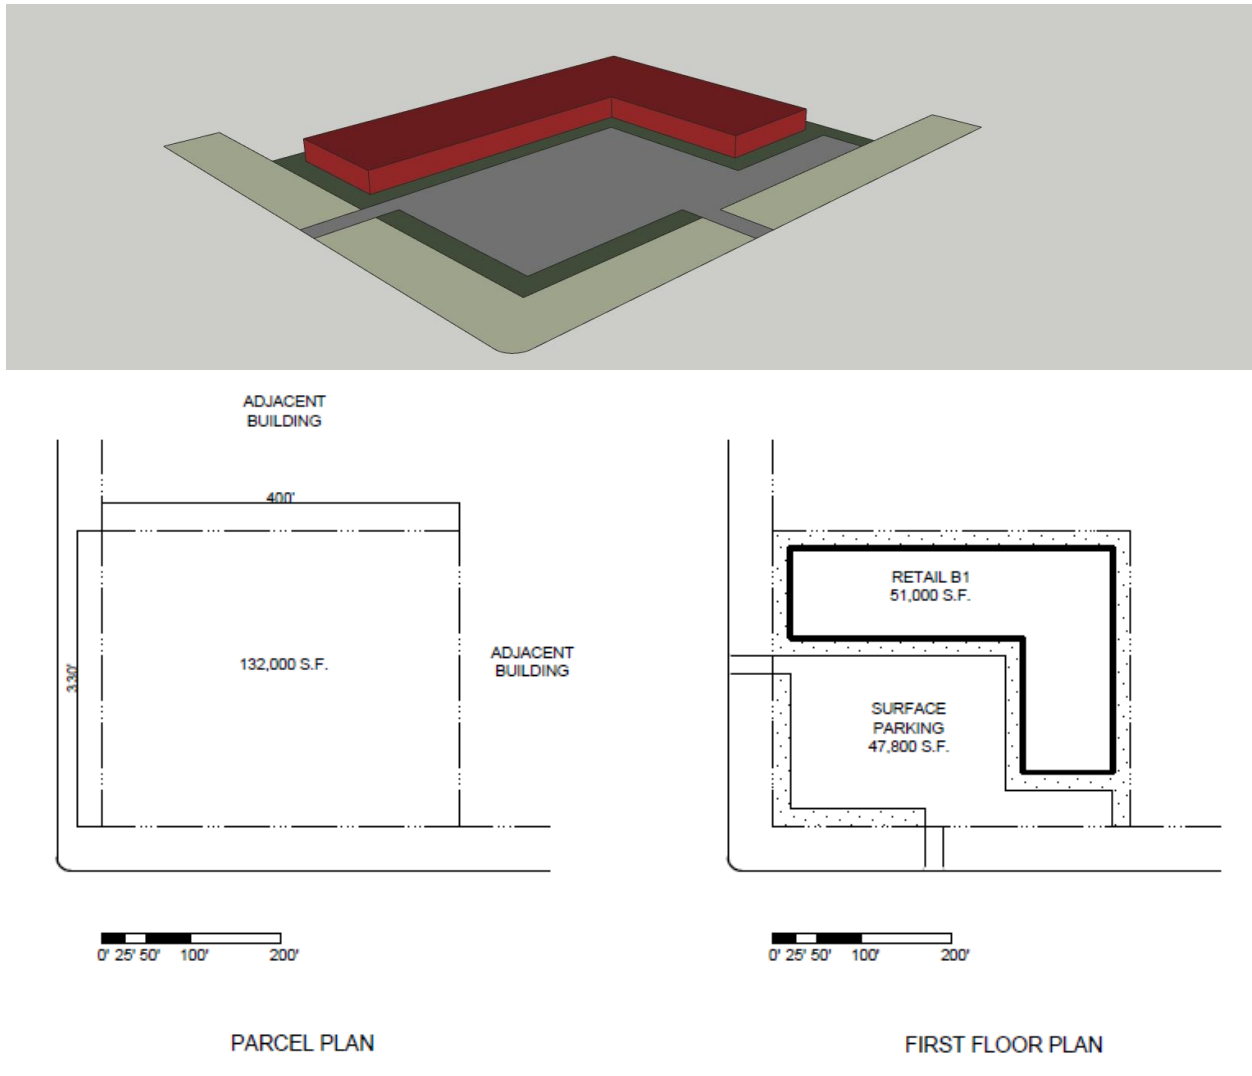 ADJACENT
BUILDING
400'
330'
132,000 S.F.
ADJACENT
BUILDING
0' 25' 50' 100' 200'
PARCEL PLAN
RETAIL B1
51,000 S.F.
SURFACE
PARKING
47,800 S.F.
0' 25' 50' 100' 200'
FIRST FLOOR PLAN